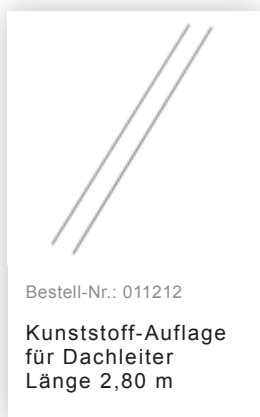 Bestell-Nr.: 011212
Kunststoff-Auflage
für Dachleiter
Länge 2,80 m